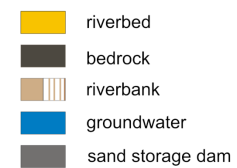 riverbed
bedrock
riverbank
groundwater
sand storage dam